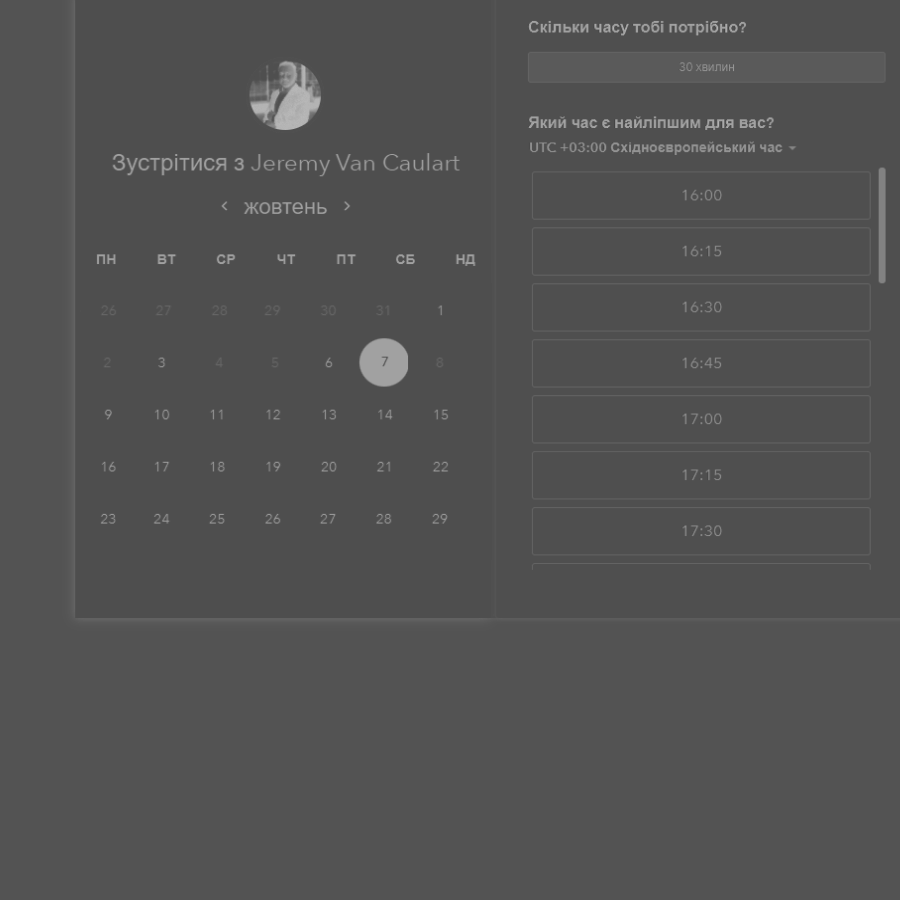 Зустрітися з Jeremy Van Caulart
жовтень
ПН ВТ СР ЧТ ПТ СБ НД
26 27 28 29 30 31 1
2 3 4 5 6 7 8
9 10 11 12 13 14 15
16 17 18 19 20 21 22
23 24 25 26 27 28 29
Скільки часу тобі потрібно?
30 хвилин
Який час є найліпшим для вас?
UTC +03:00 Східноєвропейський час
16:00
16:15
16:30
16:45
17:00
17:15
17:30